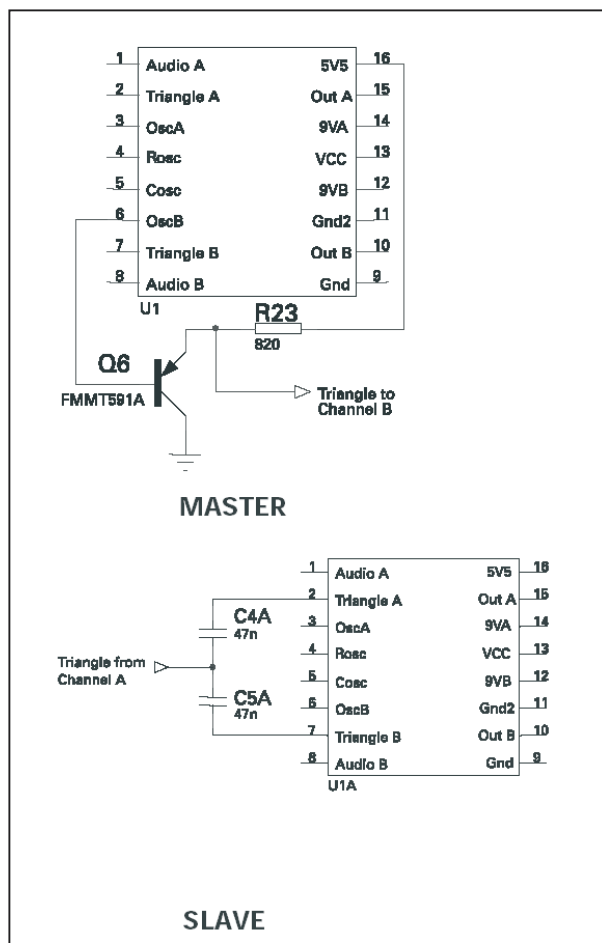 1 Audio A 5V5 16
2 Triangle A Out A 15
3 OscA 9VA 14
4 Rosc VCC 13
5 Cosc 9VB 12
6 OscB Gnd2 11
7 Triangle B Out B 10
8 Audio B Gnd 9
U1
R23
820
Q6
FMMT591A
Triangle to
Channel B
MASTER
1 Audio A 5V5 16
2 Triangle A Out A 15
C4A
47n
3 OscA 9VA 14
4 Rosc VCC 13
Triangle from
Channel A
5 Cosc 9VB 12
C5A
47n
6 OscB Gnd2 11
7 Triangle B Out B 10
8 Audio B Gnd 9
U1A
SLAVE